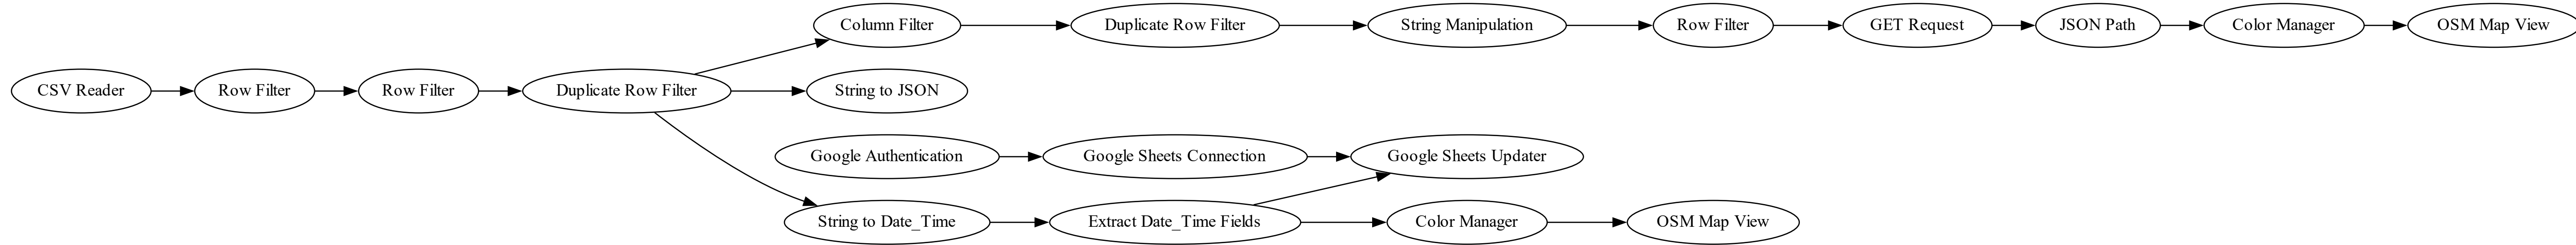 Column Filter
Duplicate Row Filter
String Manipulation
Row Filter
GET Request
JSON Path
Color Manager
OSM Map View
CSV Reader
Row Filter
Row Filter
Duplicate Row Filter
String to JSON
Google Authentication
Google Sheets Connection
Google Sheets Updater
String to Date_Time
Extract Date_Time Fields
Color Manager
OSM Map View